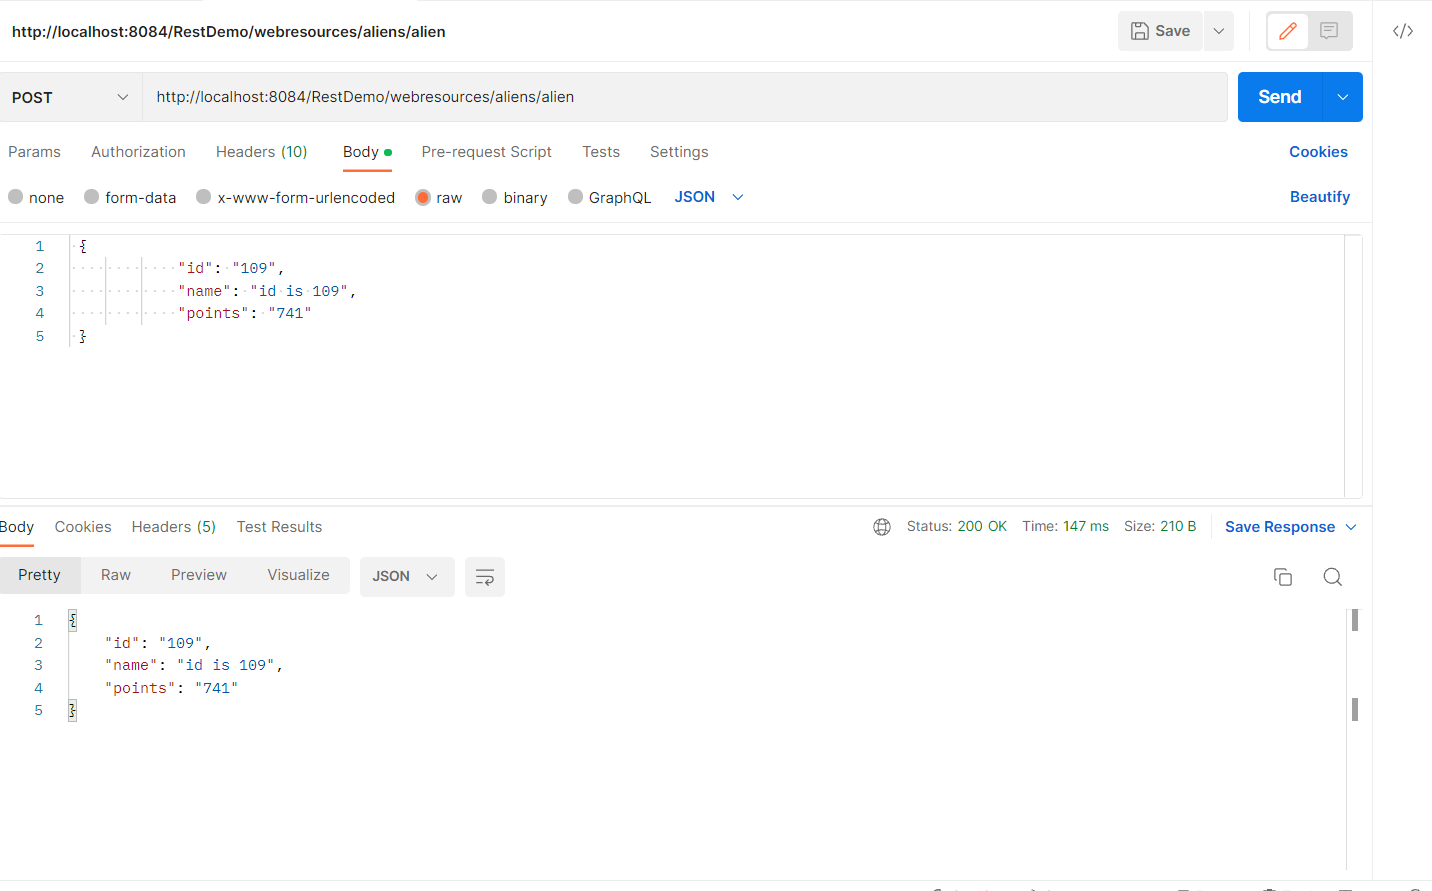 http://localhost:8084/RestDemo/webresources/aliens/alien
Save
POST
http://localhost:8084/RestDemo/webresources/aliens/alien
Send
Params Authorization Headers (10) Body Pre-request Script Tests Settings Cookies
none form-data x-www-form-urlencoded raw binary GraphQL JSON Beautify
1 {
2 "id": "109",
3 "name": "id is 109",
4 "points": "741"
5 }
Body Cookies Headers (5) Test Results Status: 200 OK Time: 147 ms Size: 210 B Save Response
Pretty Raw Preview Visualize JSON
1 {
2 "id": "109",
3 "name": "id is 109",
4 "points": "741"
5 }